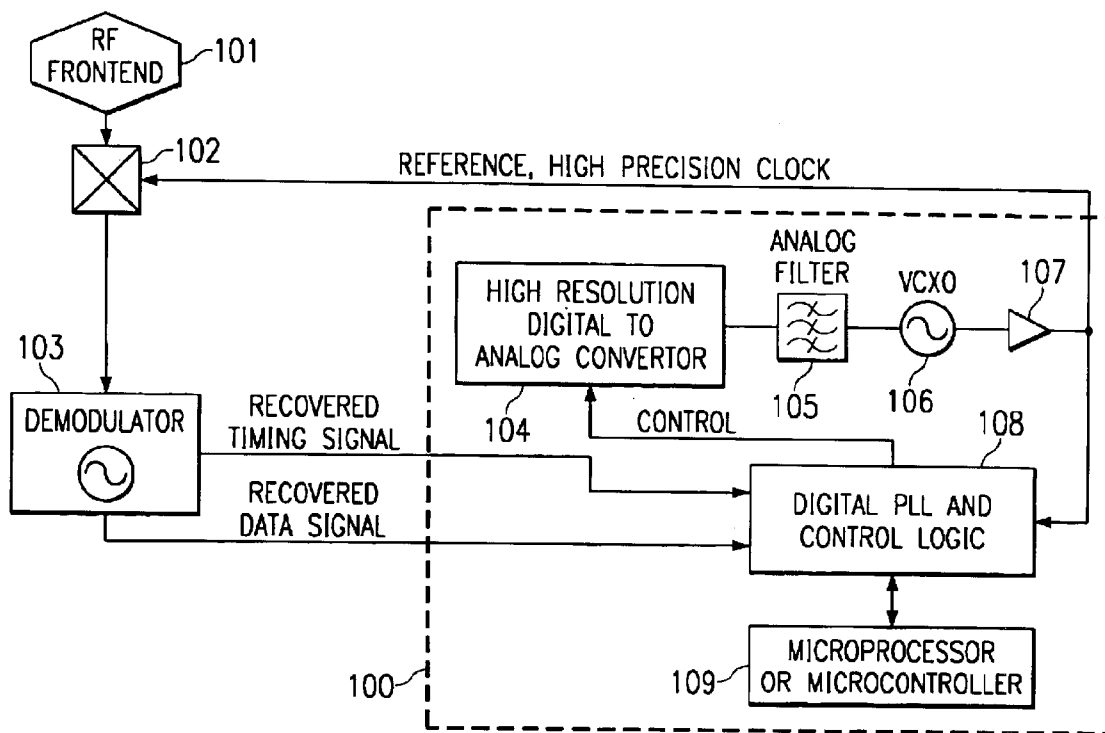 RF
FRONTEND
101
102
REFERENCE, HIGH PRECISION CLOCK
ANALOG
FILTER
VCXO
107
HIGH RESOLUTION
DIGITAL TO
ANALOG CONVERTOR
103
104
105
106
DEMODULATOR
RECOVERED
TIMING SIGNAL
CONTROL
108
RECOVERED
DATA SIGNAL
DIGITAL PLL AND
CONTROL LOGIC
100
109
MICROPROCESSOR
OR MICROCONTROLLER